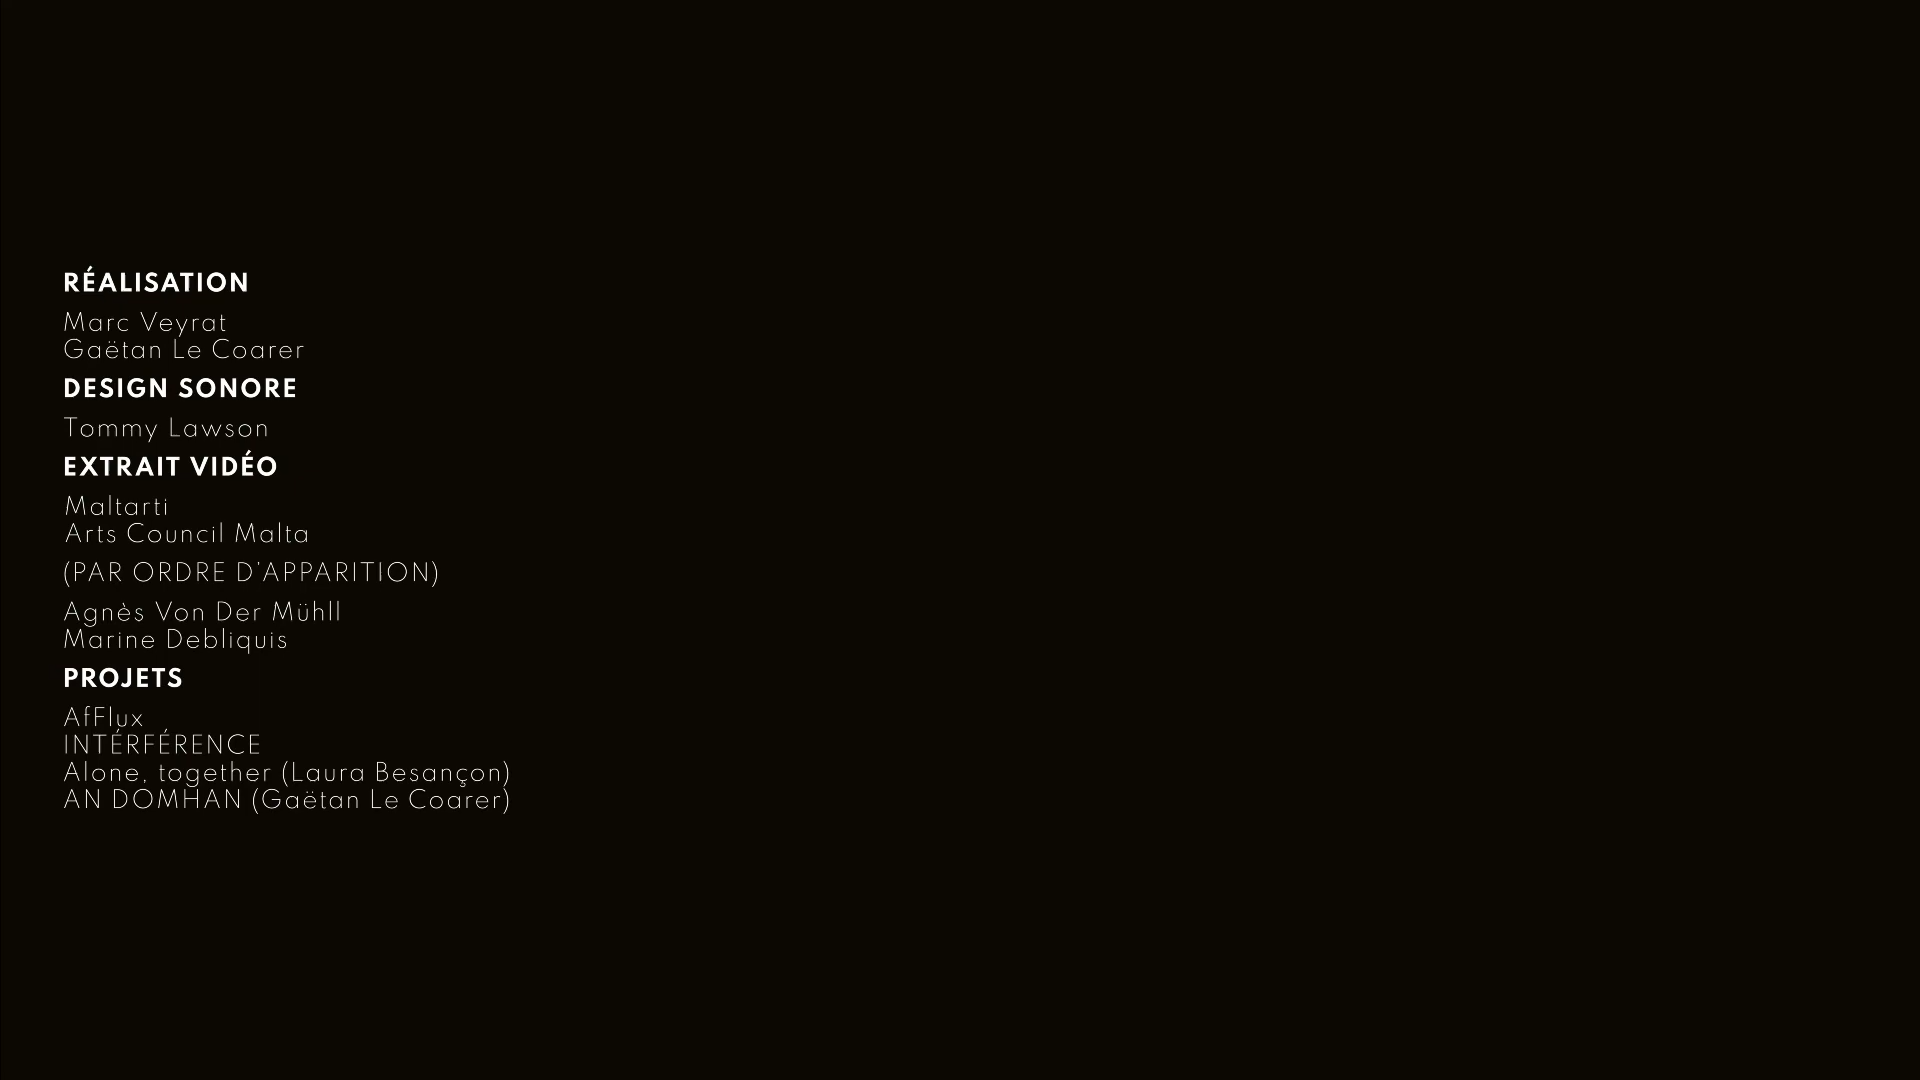 RÉALISATION
Marc Veyrat
Gaëtan Le Coarer
DESIGN SONORE
Tommy Lawson
EXTRAIT VIDÉO
Maltarti
Arts Council Malta
(PAR ORDRE D'APPARITION)
Agnès Von Der Mühll
Marine Debliquis
PROJETS
AfFlux
INTÉRFÉRENCE
Alone, together (Laura Besançon)
AN DOMHAN (Gaëtan Le Coarer)